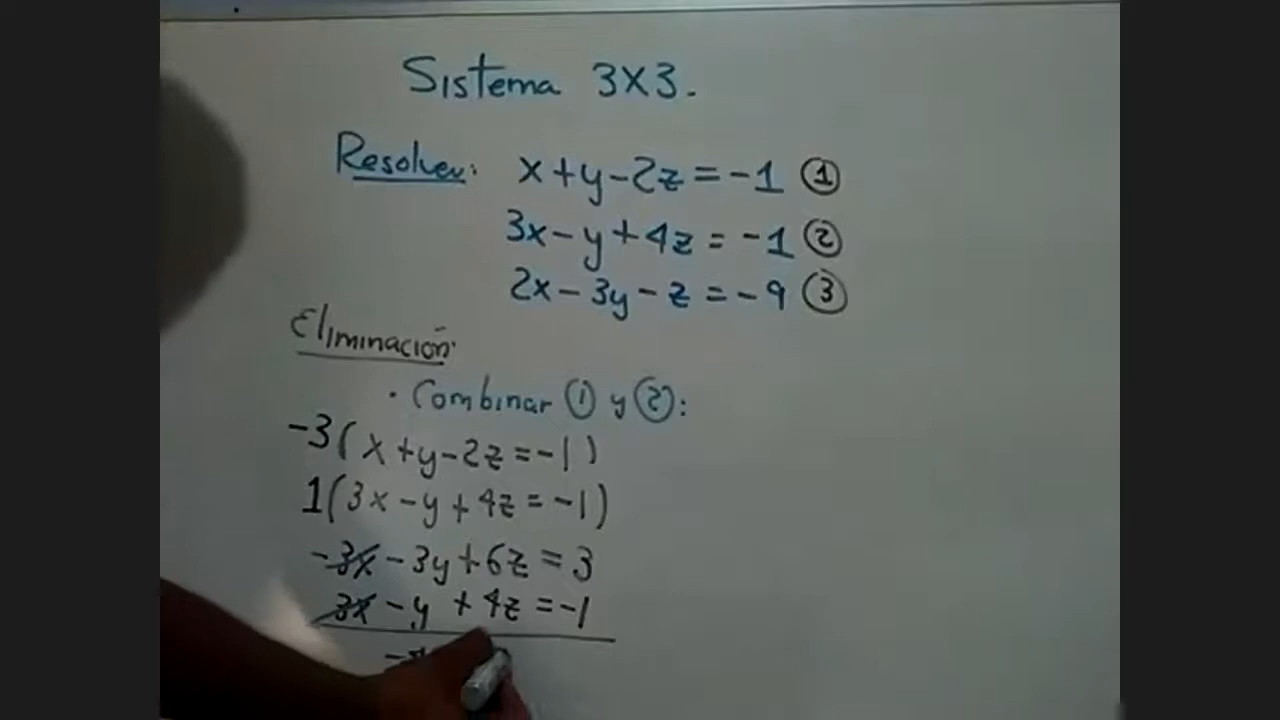 Sistema 3x3.
Resolver: x+y-2z=-1 ①
3x-y+4z=-1 ②
2x-3y-z=-9 ③
Eliminación:
· Combinar ① y ②:
-3(x+y-2z=-1)
1(3x-y+4z=-1)
-3x-3y+6z=3
3x-y+4z=-1